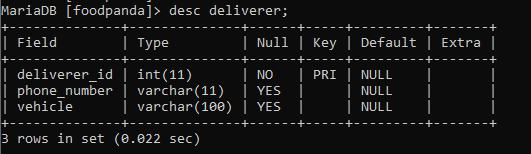 MariaDB [foodpanda]> desc deliverer;
+--------------+--------------+------+-----+---------+-------+
| Field        | Type         | Null | Key | Default | Extra |
+--------------+--------------+------+-----+---------+-------+
| deliverer_id | int(11)      | NO   | PRI | NULL    |       |
| phone_number | varchar(11)  | YES  |     | NULL    |       |
| vehicle      | varchar(100) | YES  |     | NULL    |       |
+--------------+--------------+------+-----+---------+-------+
3 rows in set (0.022 sec)